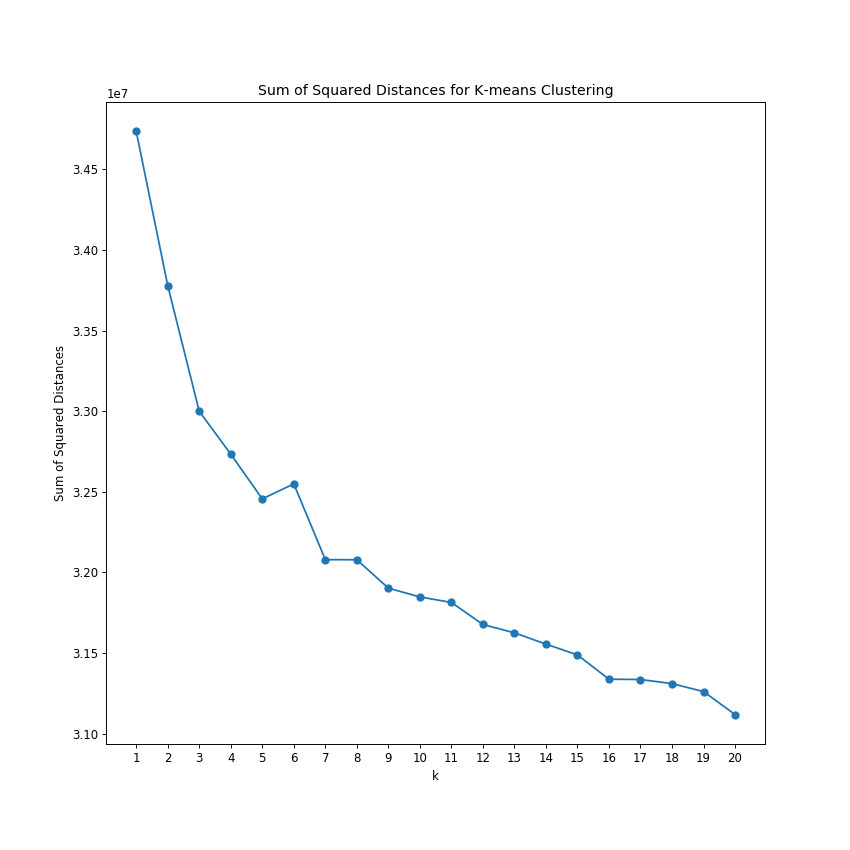 Sum of Squared Distances for K-means Clustering
1e7
3.45
3.40
3.35
3.30
3.25
3.20
3.15
3.10
Sum of Squared Distances
1 2 3 4 5 6 7 8 9 10 11 12 13 14 15 16 17 18 19 20
k